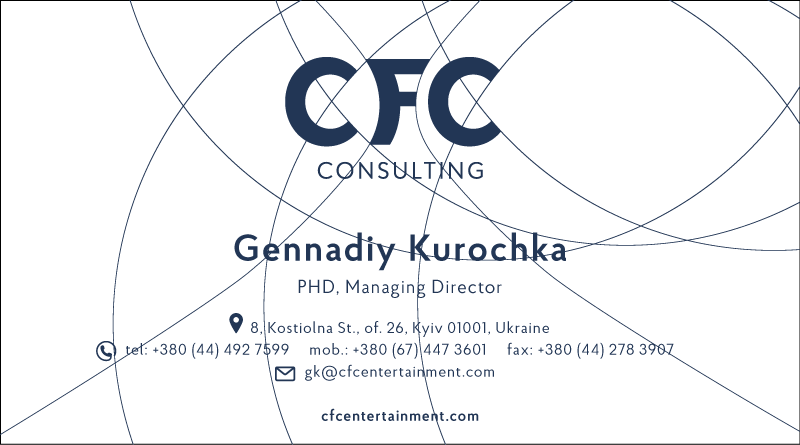 CFC
CONSULTING
Gennadiy Kurochka
PHD, Managing Director
8, Kostiolna St., of. 26, Kyiv 01001, Ukraine
tel: +380 (44) 492 7599 mob.: +380 (67) 447 3601 fax: +380 (44) 278 3907
gk@cfcentertainment.com
cfcentertainment.com